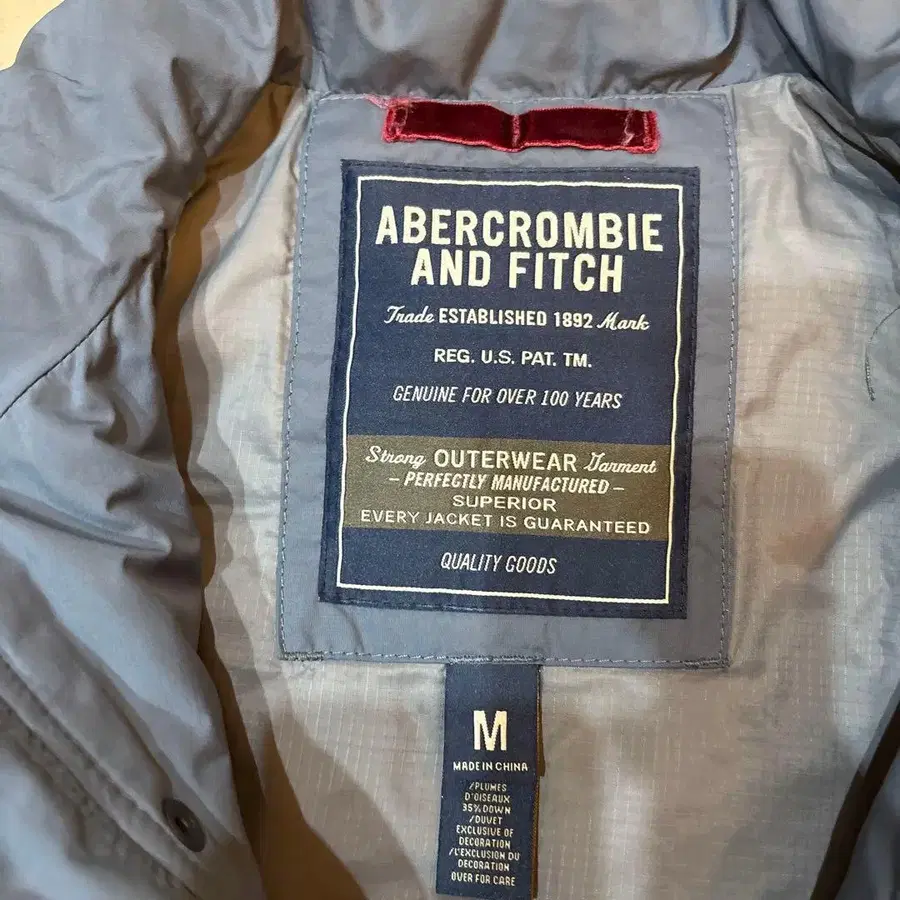 ABERCROMBIE
AND FITCH
Trade ESTABLISHED 1892 Mark
REG. U.S. PAT. TM.
GENUINE FOR OVER 100 YEARS
Strong OUTERWEAR Garment
– PERFECTLY MANUFACTURED –
SUPERIOR
EVERY JACKET IS GUARANTEED
QUALITY GOODS
M
MADE IN CHINA
/PLUMES
D'OISEAUX
35% DOWN
/DUVET
EXCLUSIVE OF
DECORATION
/L'EXCLUSION DU
DECORATION
OVER FOR CARE